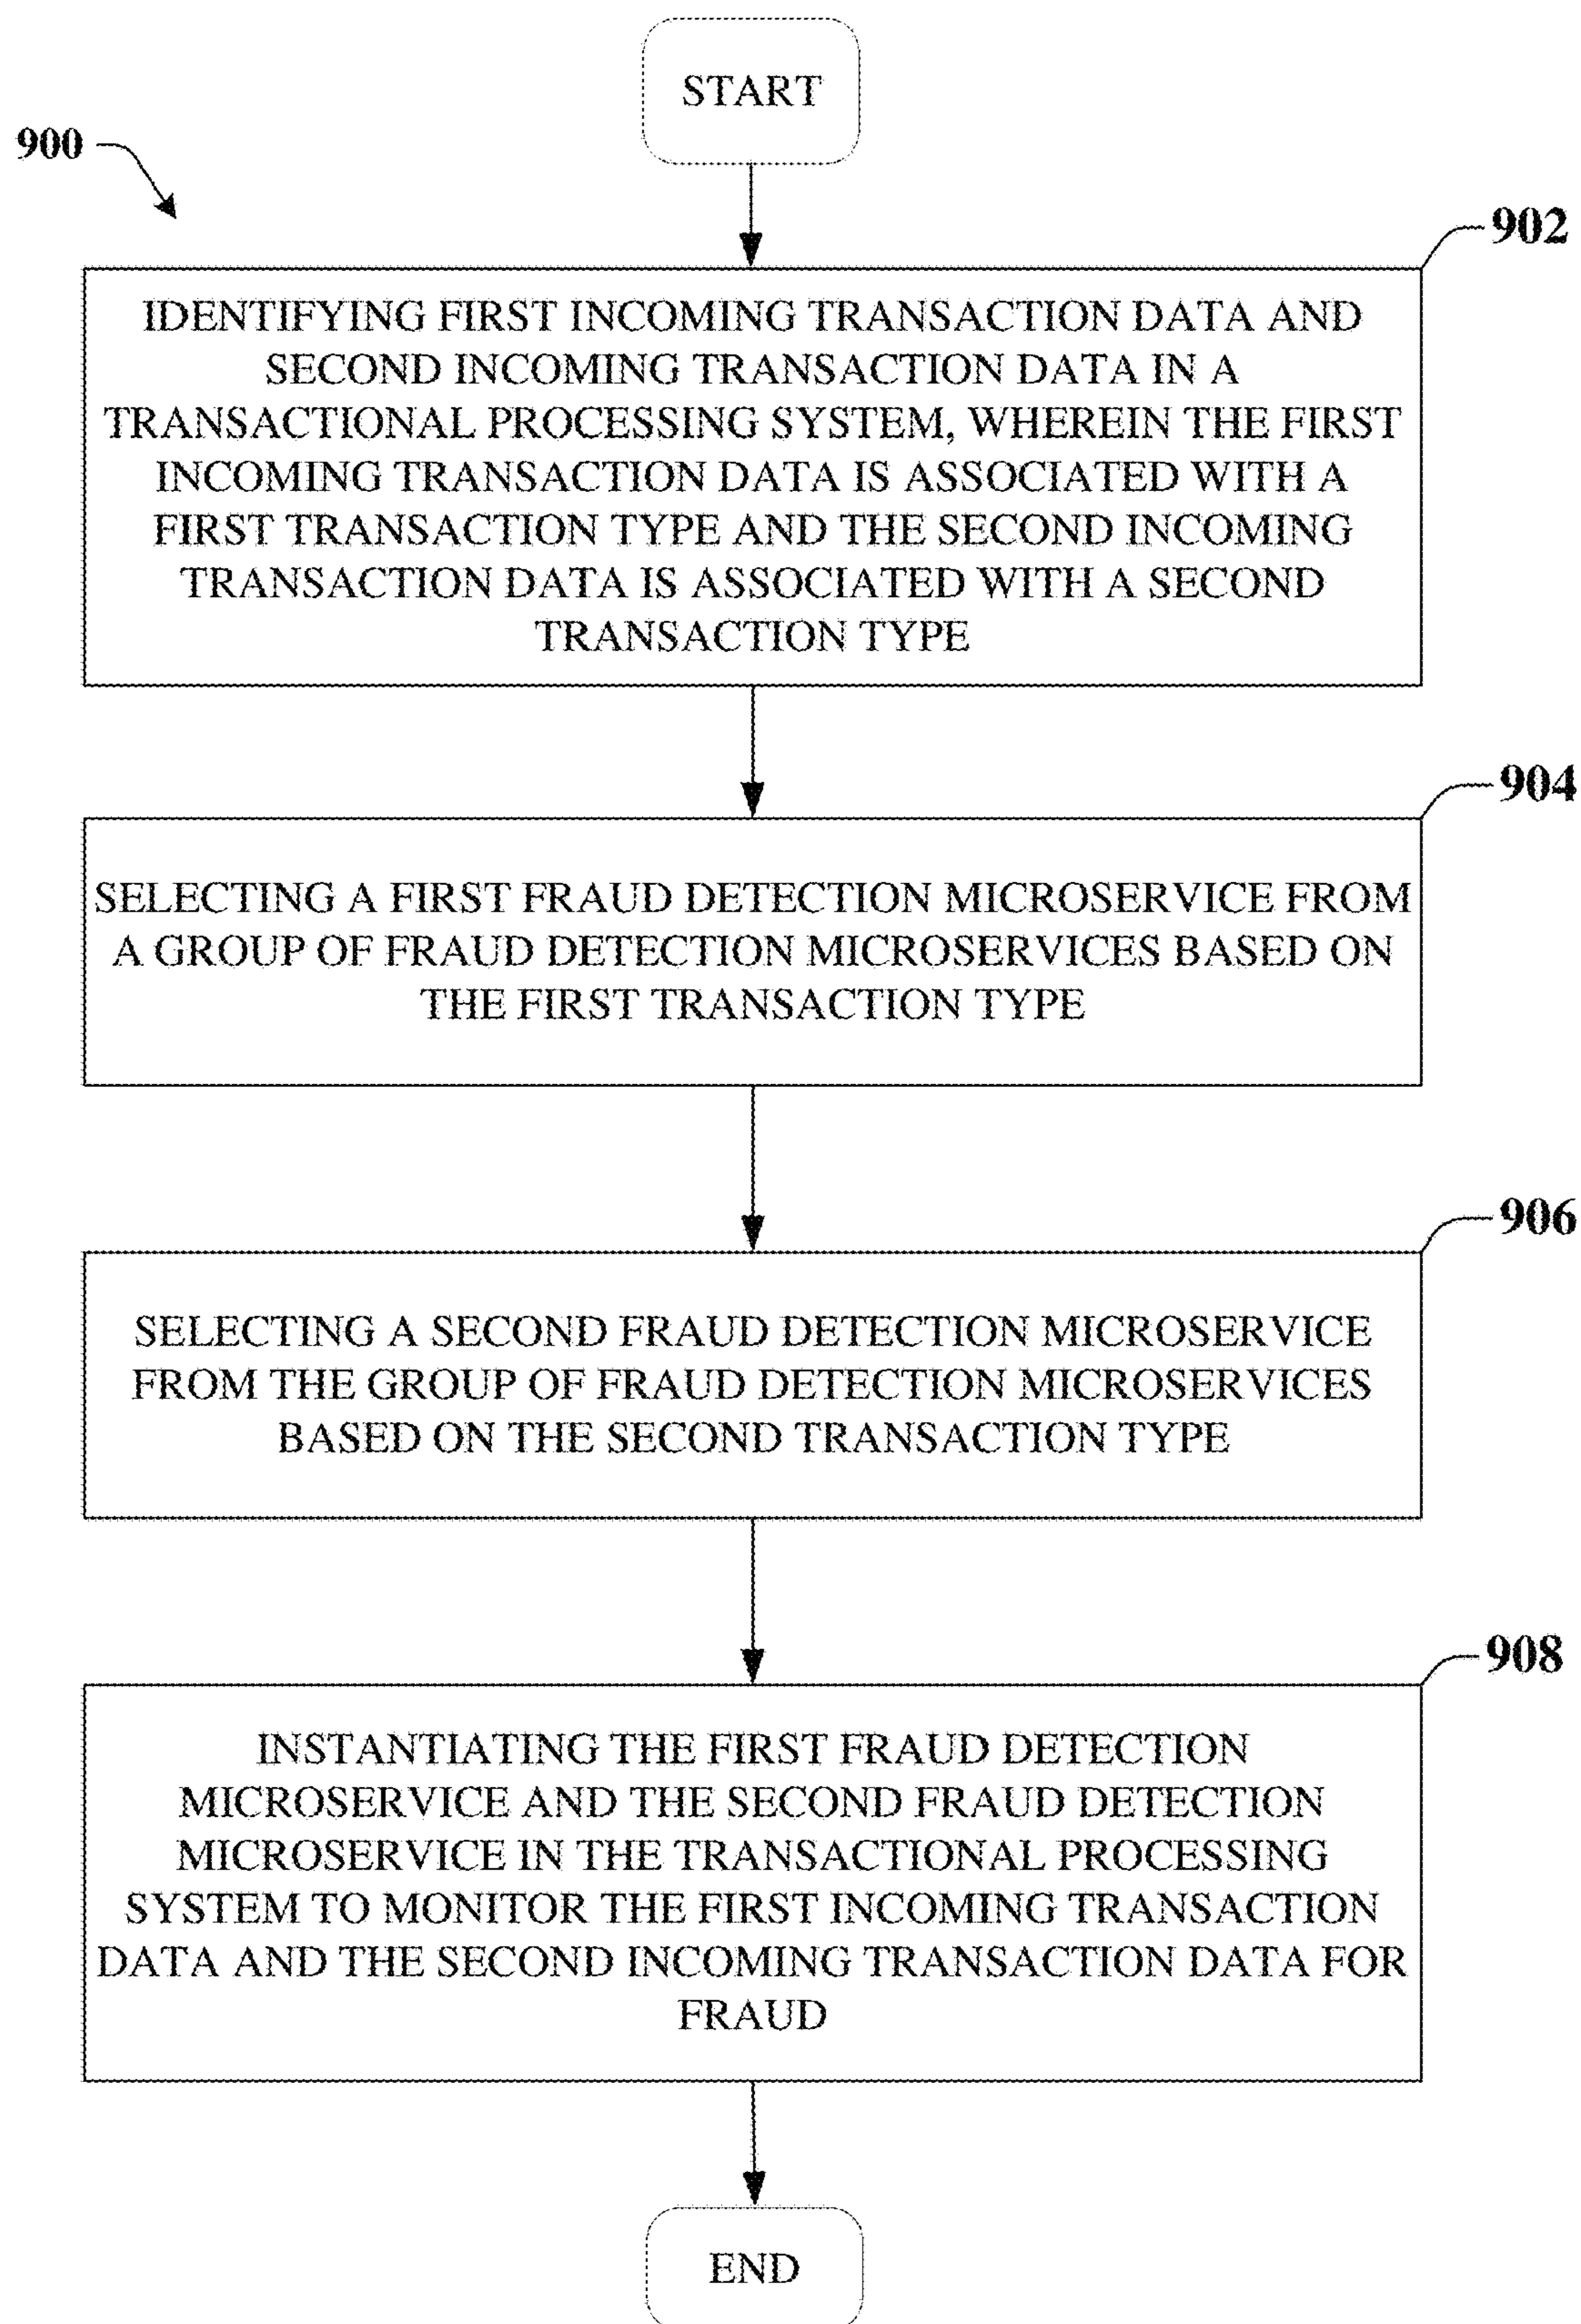 START
900
902
IDENTIFYING FIRST INCOMING TRANSACTION DATA AND
SECOND INCOMING TRANSACTION DATA IN A
TRANSACTIONAL PROCESSING SYSTEM, WHEREIN THE FIRST
INCOMING TRANSACTION DATA IS ASSOCIATED WITH A
FIRST TRANSACTION TYPE AND THE SECOND INCOMING
TRANSACTION DATA IS ASSOCIATED WITH A SECOND
TRANSACTION TYPE
904
SELECTING A FIRST FRAUD DETECTION MICROSERVICE FROM
A GROUP OF FRAUD DETECTION MICROSERVICES BASED ON
THE FIRST TRANSACTION TYPE
906
SELECTING A SECOND FRAUD DETECTION MICROSERVICE
FROM THE GROUP OF FRAUD DETECTION MICROSERVICES
BASED ON THE SECOND TRANSACTION TYPE
908
INSTANTIATING THE FIRST FRAUD DETECTION
MICROSERVICE AND THE SECOND FRAUD DETECTION
MICROSERVICE IN THE TRANSACTIONAL PROCESSING
SYSTEM TO MONITOR THE FIRST INCOMING TRANSACTION
DATA AND THE SECOND INCOMING TRANSACTION DATA FOR
FRAUD
END